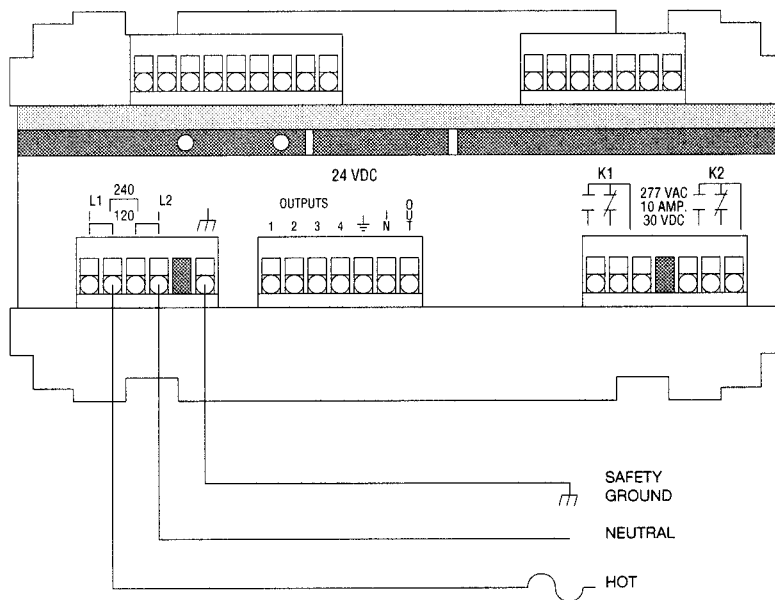 24 VDC
L1 240 L2
120
OUTPUTS
1 2 3 4 IN OUT
K1 277 VAC K2
10 AMP.
30 VDC
SAFETY
GROUND
NEUTRAL
HOT